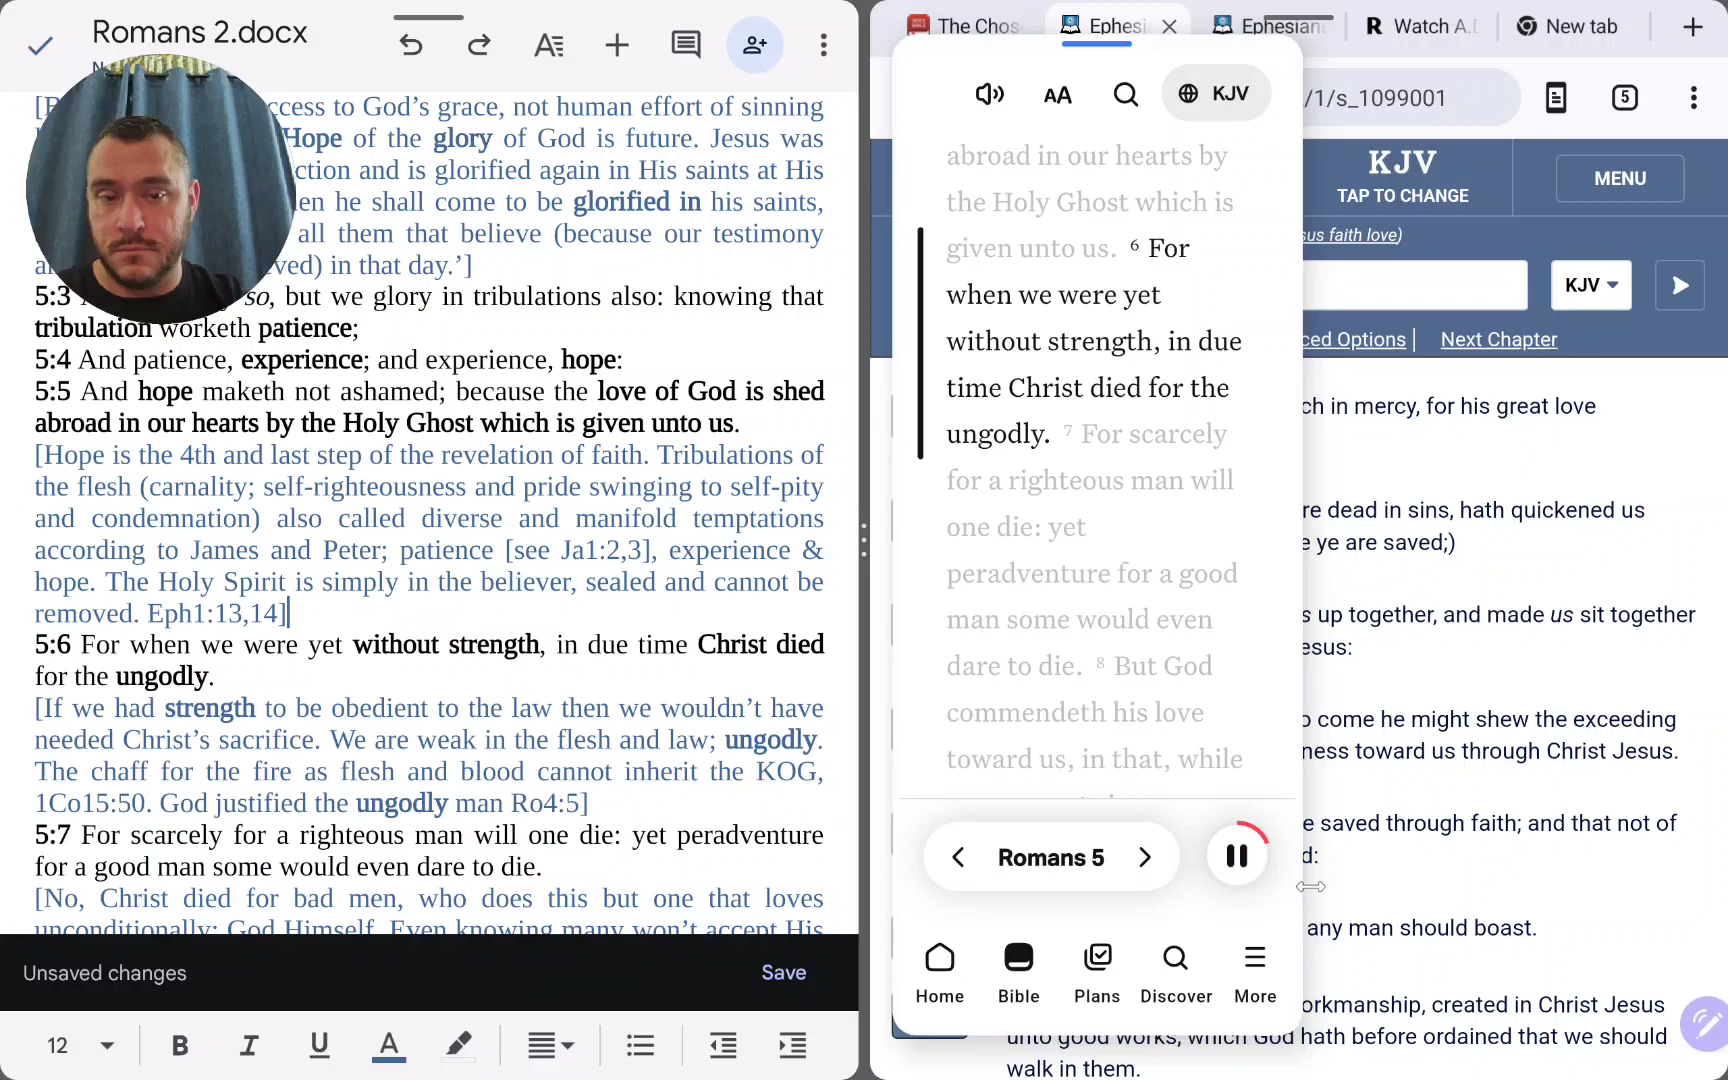 Romans 2.docx
[
ccess to God’s grace, not human effort of sinning
Hope of the glory of God is future. Jesus was
ction and is glorified again in His saints at His
en he shall come to be glorified in his saints,
all them that believe (because our testimony
ved) in that day.’]
5:3 so, but we glory in tribulations also: knowing that
tribulation worketh patience;
5:4 And patience, experience; and experience, hope:
5:5 And hope maketh not ashamed; because the love of God is shed
abroad in our hearts by the Holy Ghost which is given unto us.
[Hope is the 4th and last step of the revelation of faith. Tribulations of
the flesh (carnality; self-righteousness and pride swinging to self-pity
and condemnation) also called diverse and manifold temptations
according to James and Peter; patience [see Ja1:2,3], experience &
hope. The Holy Spirit is simply in the believer, sealed and cannot be
removed. Eph1:13,14]
5:6 For when we were yet without strength, in due time Christ died
for the ungodly.
[If we had strength to be obedient to the law then we wouldn’t have
needed Christ’s sacrifice. We are weak in the flesh and law; ungodly.
The chaff for the fire as flesh and blood cannot inherit the KOG,
1Co15:50. God justified the ungodly man Ro4:5]
5:7 For scarcely for a righteous man will one die: yet peradventure
for a good man some would even dare to die.
[No, Christ died for bad men, who does this but one that loves
unconditionally; God Himself. Even knowing many won’t accept His
Unsaved changes
Save
12
B I U A
The Chos
Ephesi
Ephesians
R Watch A.D
New tab
/1/s_1099001
5
KJV
TAP TO CHANGE
MENU
sus faith love)
KJV
ced Options
Next Chapter
ch in mercy, for his great love
re dead in sins, hath quickened us
e ye are saved;)
s up together, and made us sit together
esus:
o come he might shew the exceeding
ness toward us through Christ Jesus.
e saved through faith; and that not of
d:
any man should boast.
orkmanship, created in Christ Jesus
unto good works, which God hath before ordained that we should
walk in them.
AA
KJV
abroad in our hearts by
the Holy Ghost which is
given unto us. 6 For
when we were yet
without strength, in due
time Christ died for the
ungodly. 7 For scarcely
for a righteous man will
one die: yet
peradventure for a good
man some would even
dare to die. 8 But God
commendeth his love
toward us, in that, while
Romans 5
Home
Bible
Plans
Discover
More